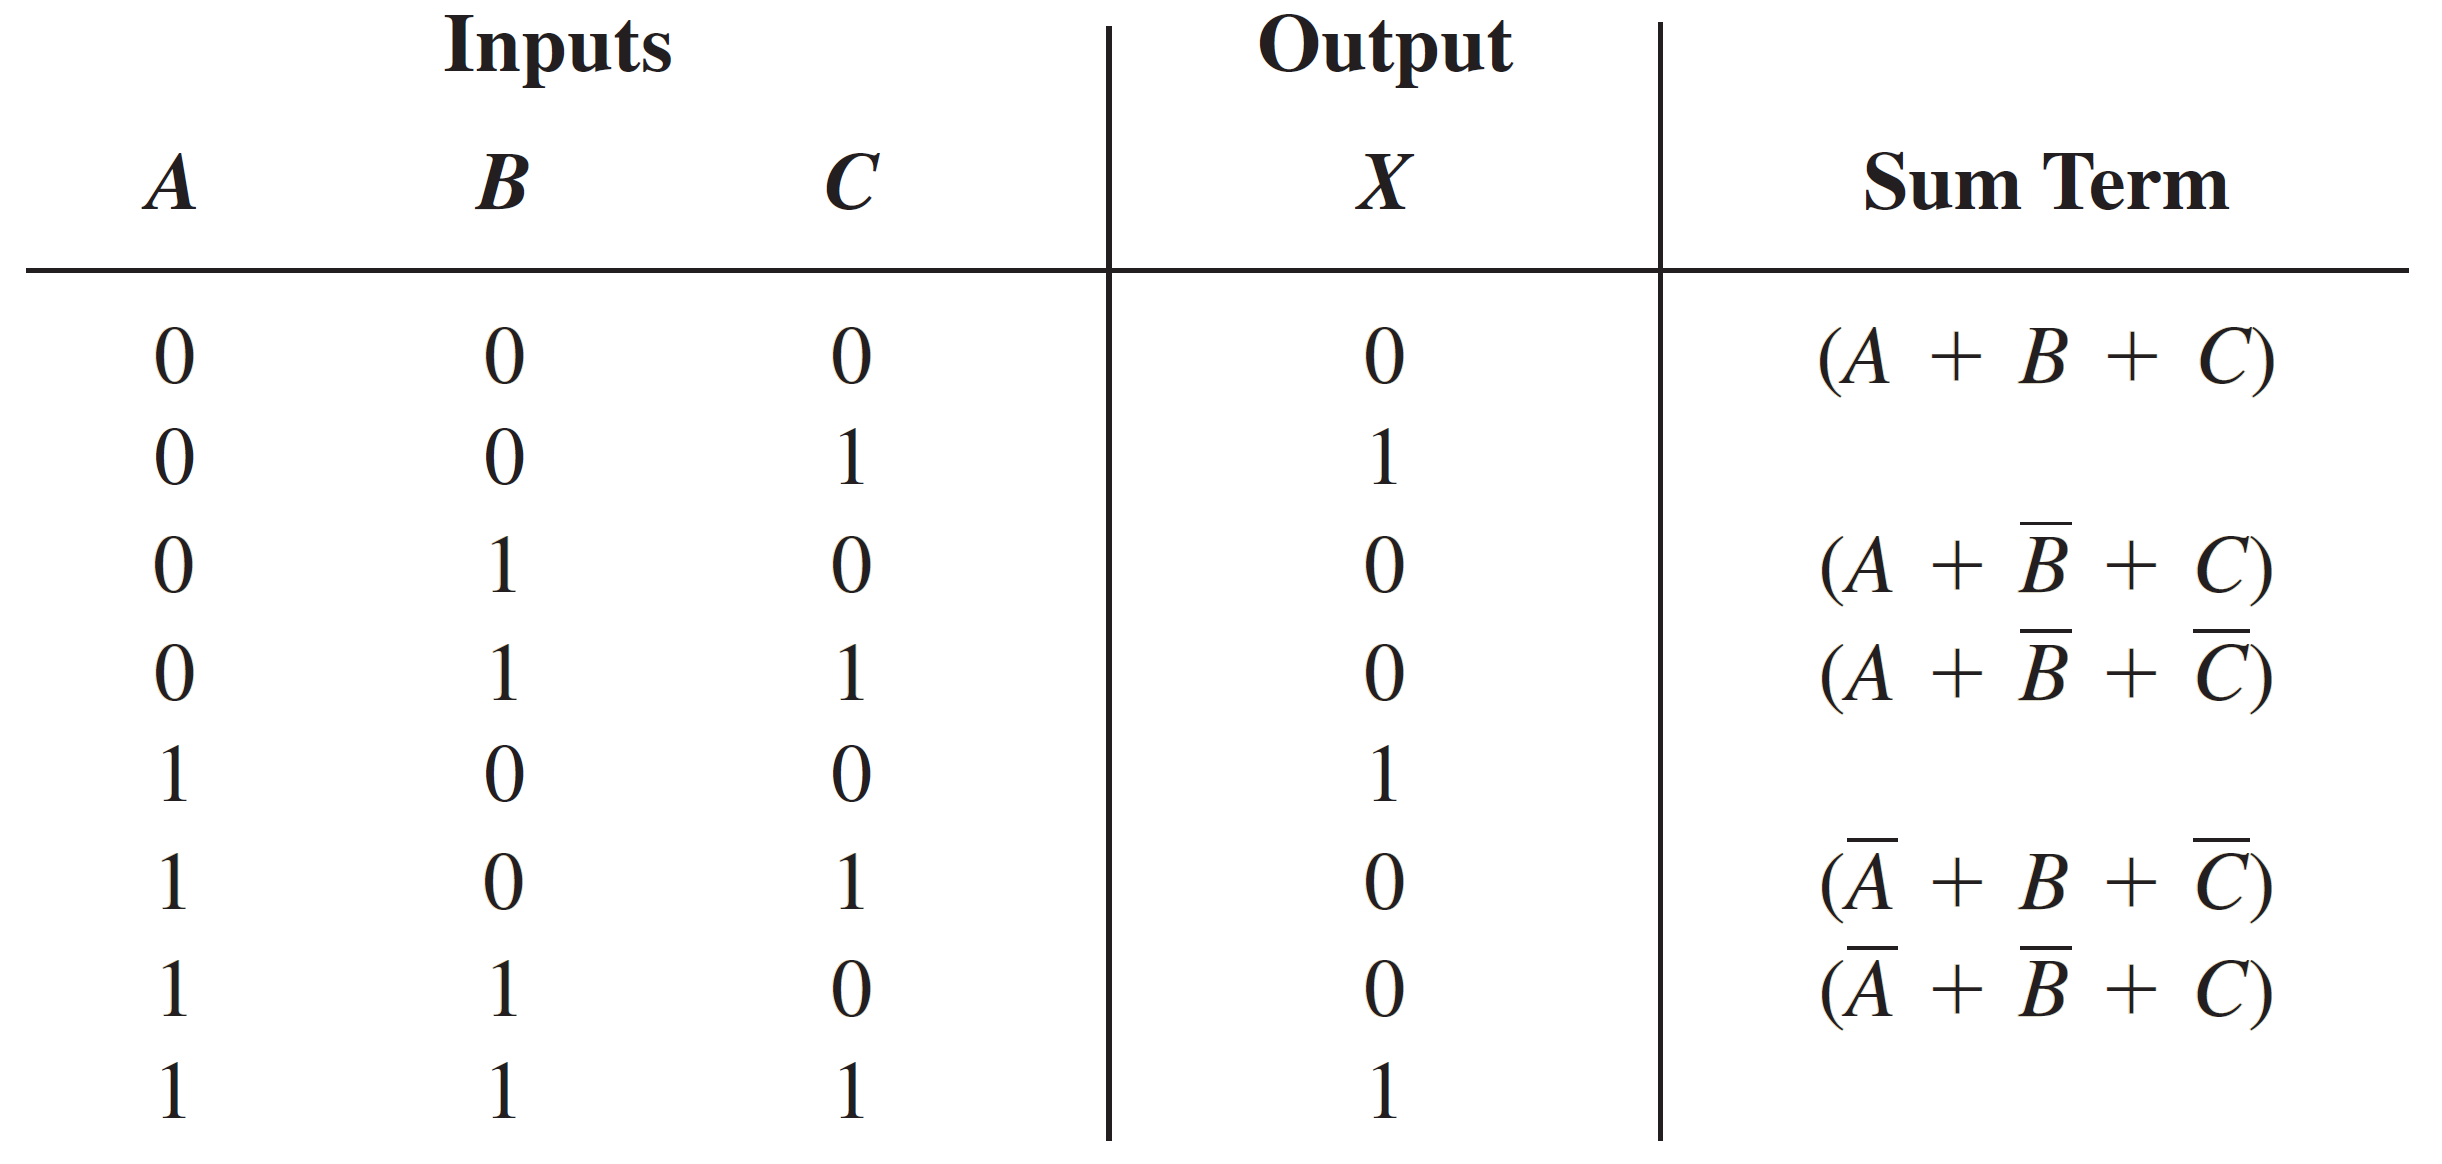 Inputs Output
A B C X Sum Term
0 0 0 0 (A + B + C)
0 0 1 1
0 1 0 0 (A + B̅ + C)
0 1 1 0 (A + B̅ + C̅)
1 0 0 1
1 0 1 0 (A̅ + B + C̅)
1 1 0 0 (A̅ + B̅ + C)
1 1 1 1